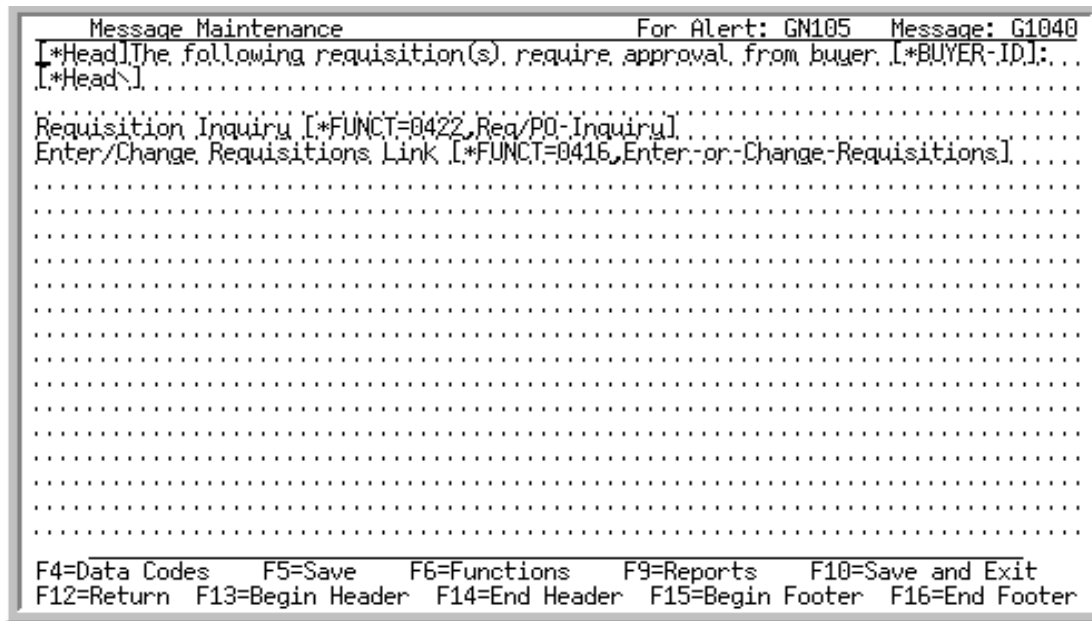 Message Maintenance For Alert: GN105 Message: G1040
[*Head]The following requisition(s) require approval from buyer [*BUYER-ID]:
[*Head\]
Requisition Inquiry [*FUNCT=0422,Req/PO-Inquiry]
Enter/Change Requisitions Link [*FUNCT=0416,Enter-or-Change-Requisitions]
F4=Data Codes F5=Save F6=Functions F9=Reports F10=Save and Exit
F12=Return F13=Begin Header F14=End Header F15=Begin Footer F16=End Footer